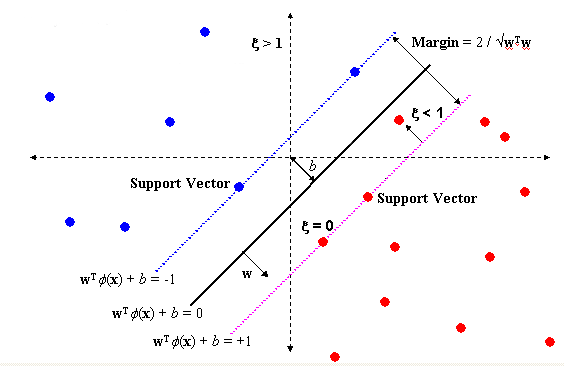 ξ > 1
Margin = 2 / √wᵀw
ξ < 1
b
Support Vector
Support Vector
ξ = 0
w
wᵀϕ(x) + b = -1
wᵀϕ(x) + b = 0
wᵀϕ(x) + b = +1